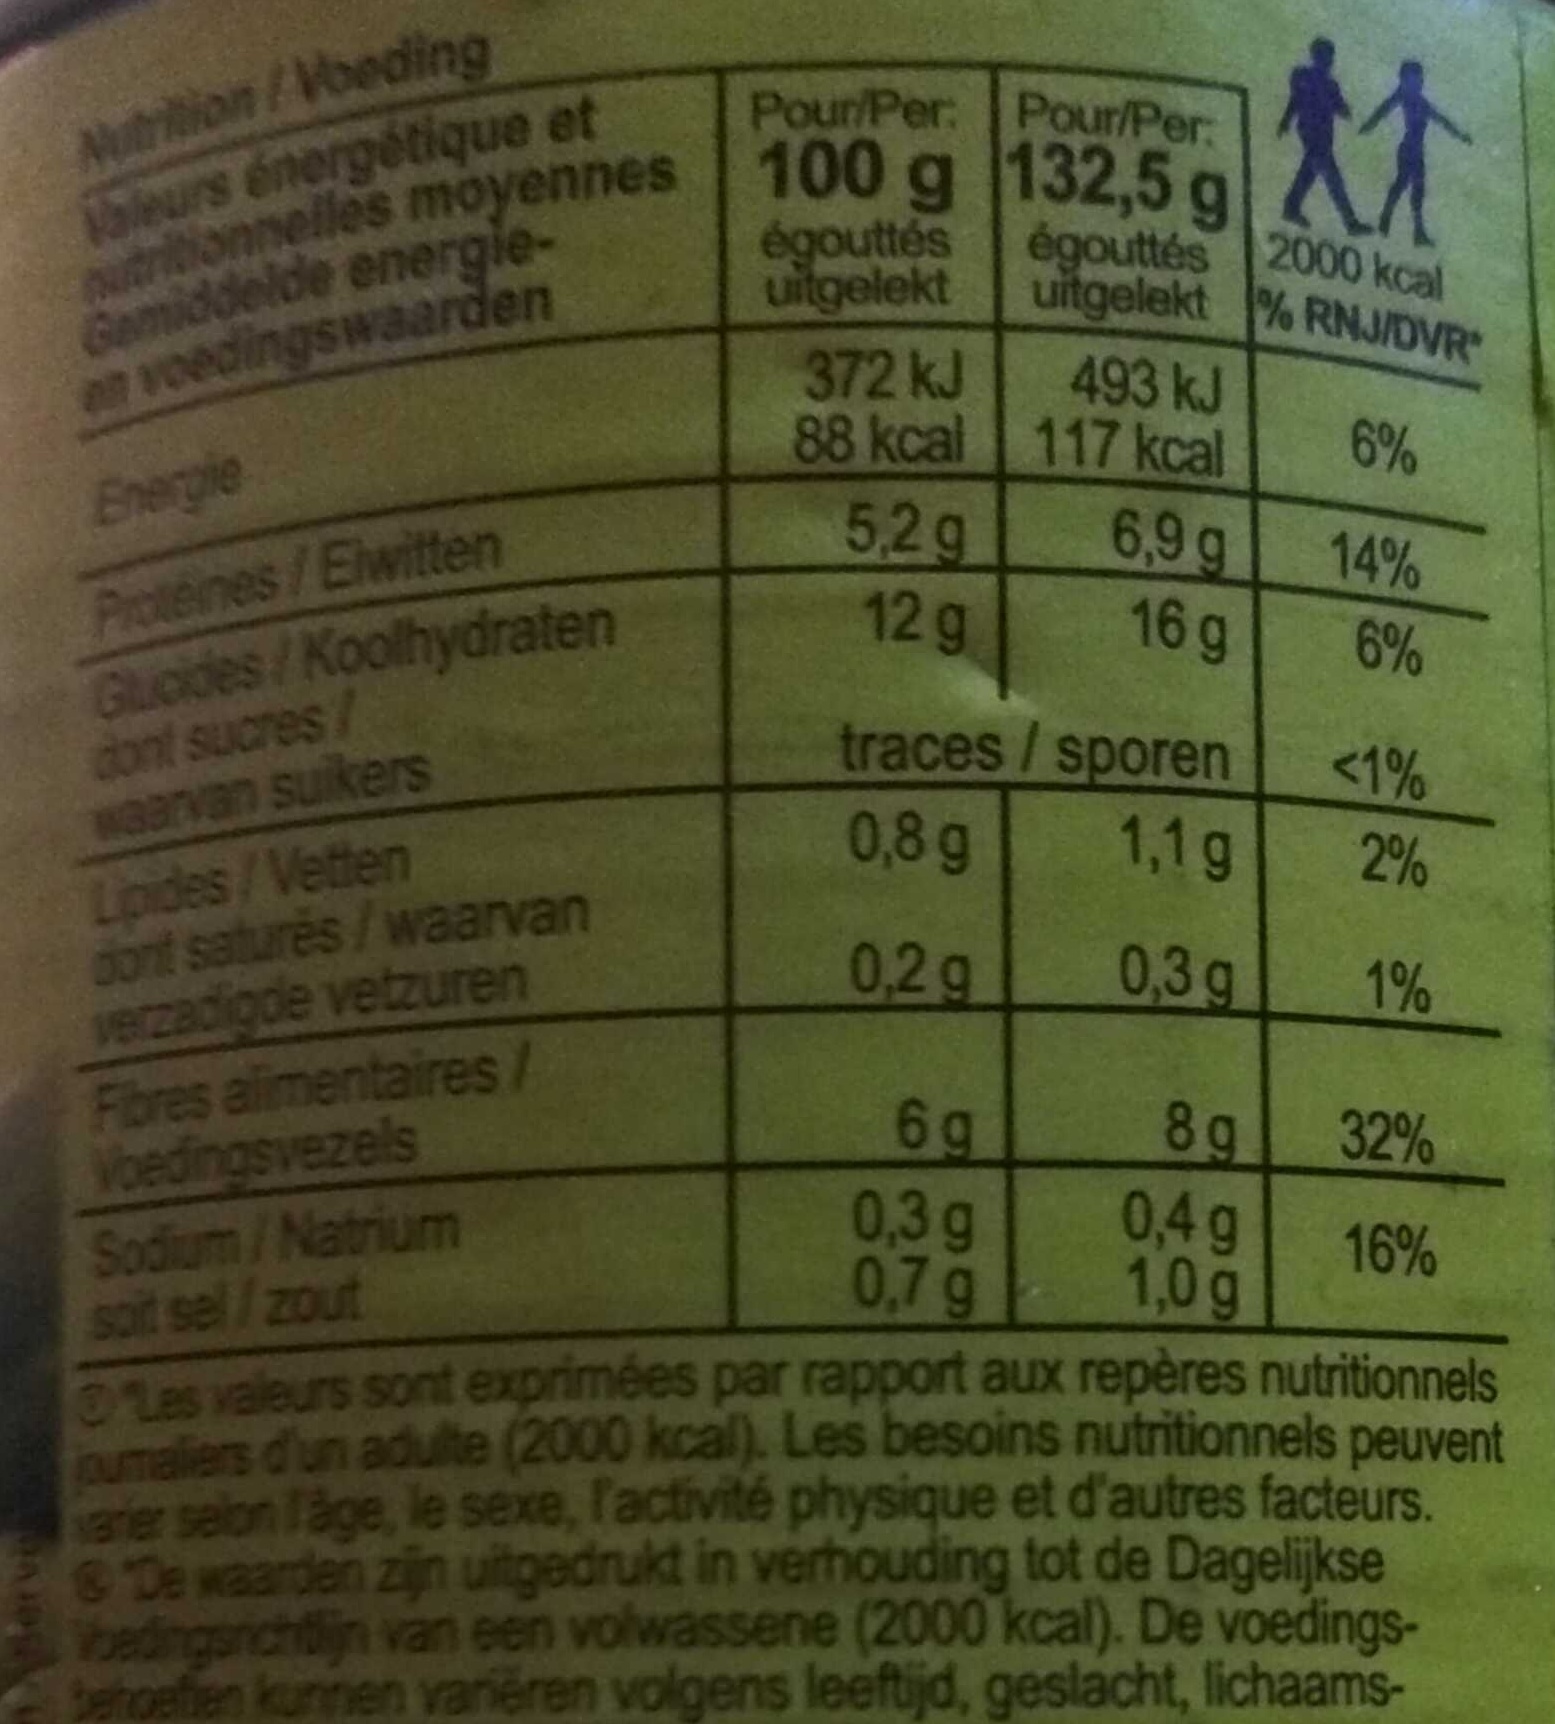 Nutrition / Voeding
Valeurs énergétique et
nutritionnelles moyennes
Gemiddelde energie-
en voedingswaarden
Pour/Per:
100 g
égouttés
uitgelekt
Pour/Per:
132,5 g
égouttés
uitgelekt
2000 kcal
% RNJ/DVR*
Energie
372 kJ 493 kJ
88 kcal 117 kcal 6%
Protéines / Eiwitten 5,2 g 6,9 g 14%
Glucides / Koolhydraten 12 g 16 g 6%
dont sucres /
waarvan suikers traces / sporen <1%
Lipides / Vetten 0,8 g 1,1 g 2%
dont saturés / waarvan
verzadigde vetzuren 0,2 g 0,3 g 1%
Fibres alimentaires /
Voedingsvezels 6 g 8 g 32%
Sodium / Natrium 0,3 g 0,4 g 16%
soit sel / zout 0,7 g 1,0 g
*Les valeurs sont exprimées par rapport aux repères nutritionnels
journaliers d'un adulte (2000 kcal). Les besoins nutritionnels peuvent
varier selon l'âge, le sexe, l'activité physique et d'autres facteurs.
*De waarden zijn uitgedrukt in verhouding tot de Dagelijkse
Voedingsrichtlijn van een volwassene (2000 kcal). De voedings-
behoeften kunnen variëren volgens leeftijd, geslacht, lichaams-